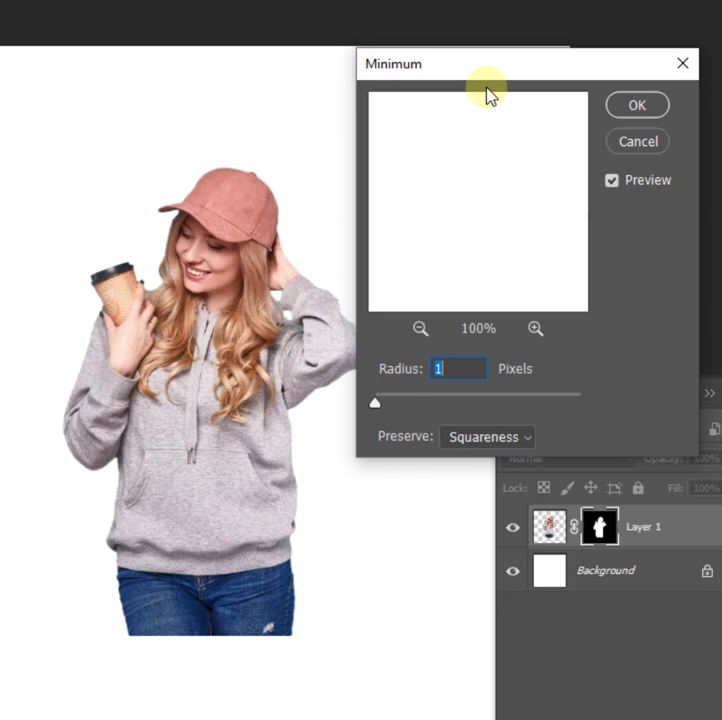 Minimum
OK
Cancel
Preview
100%
Radius: 1 Pixels
Preserve: Squareness
Normal Opacity: 100%
Lock: Fill: 100%
Layer 1
Background